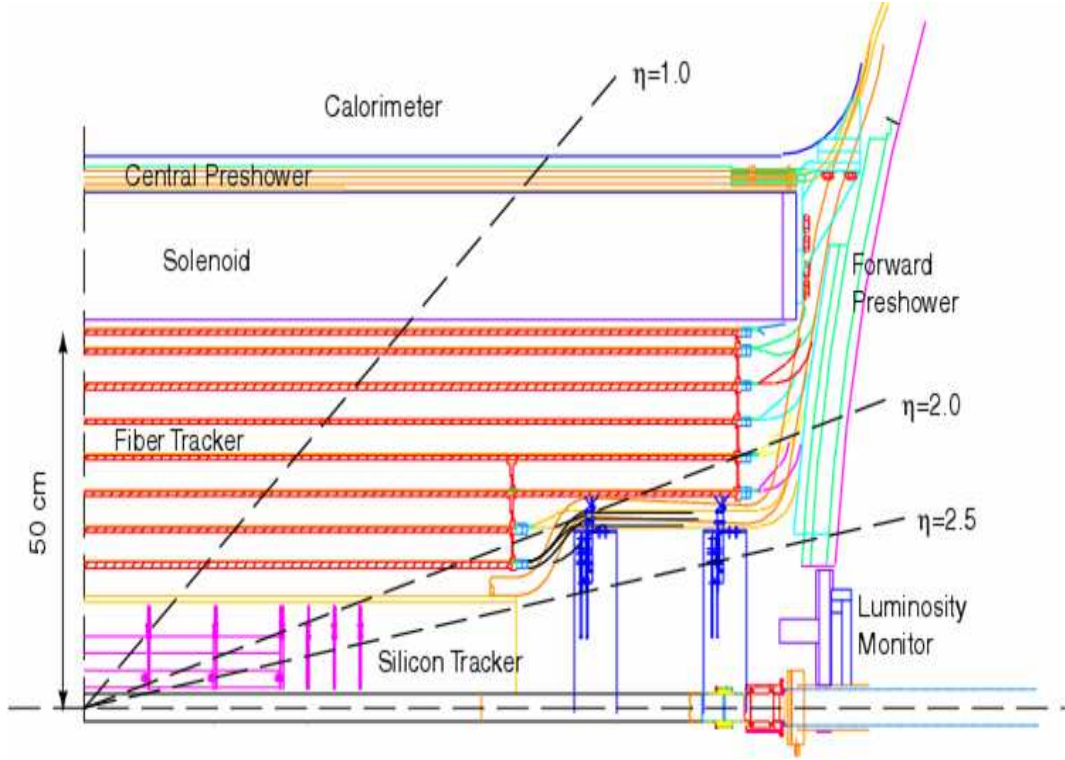 η=1.0
Calorimeter
Central Preshower
Solenoid
Forward
Preshower
η=2.0
Fiber Tracker
50 cm
η=2.5
Luminosity
Monitor
Silicon Tracker